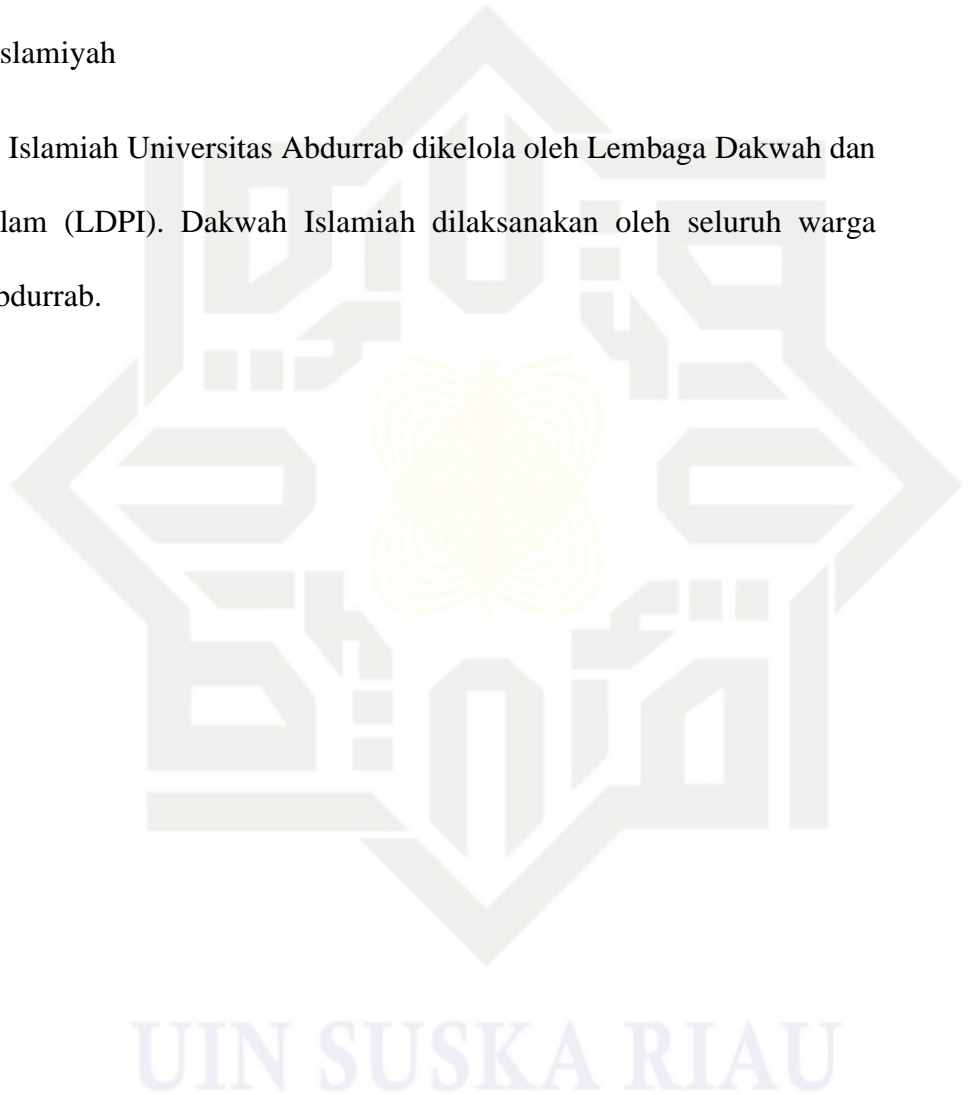 slamiyah
Islamiah Universitas Abdurrab dikelola oleh Lembaga Dakwah dan
lam (LDPI). Dakwah Islamiah dilaksanakan oleh seluruh warga
bdurrab.
UIN SUSKA RIAU